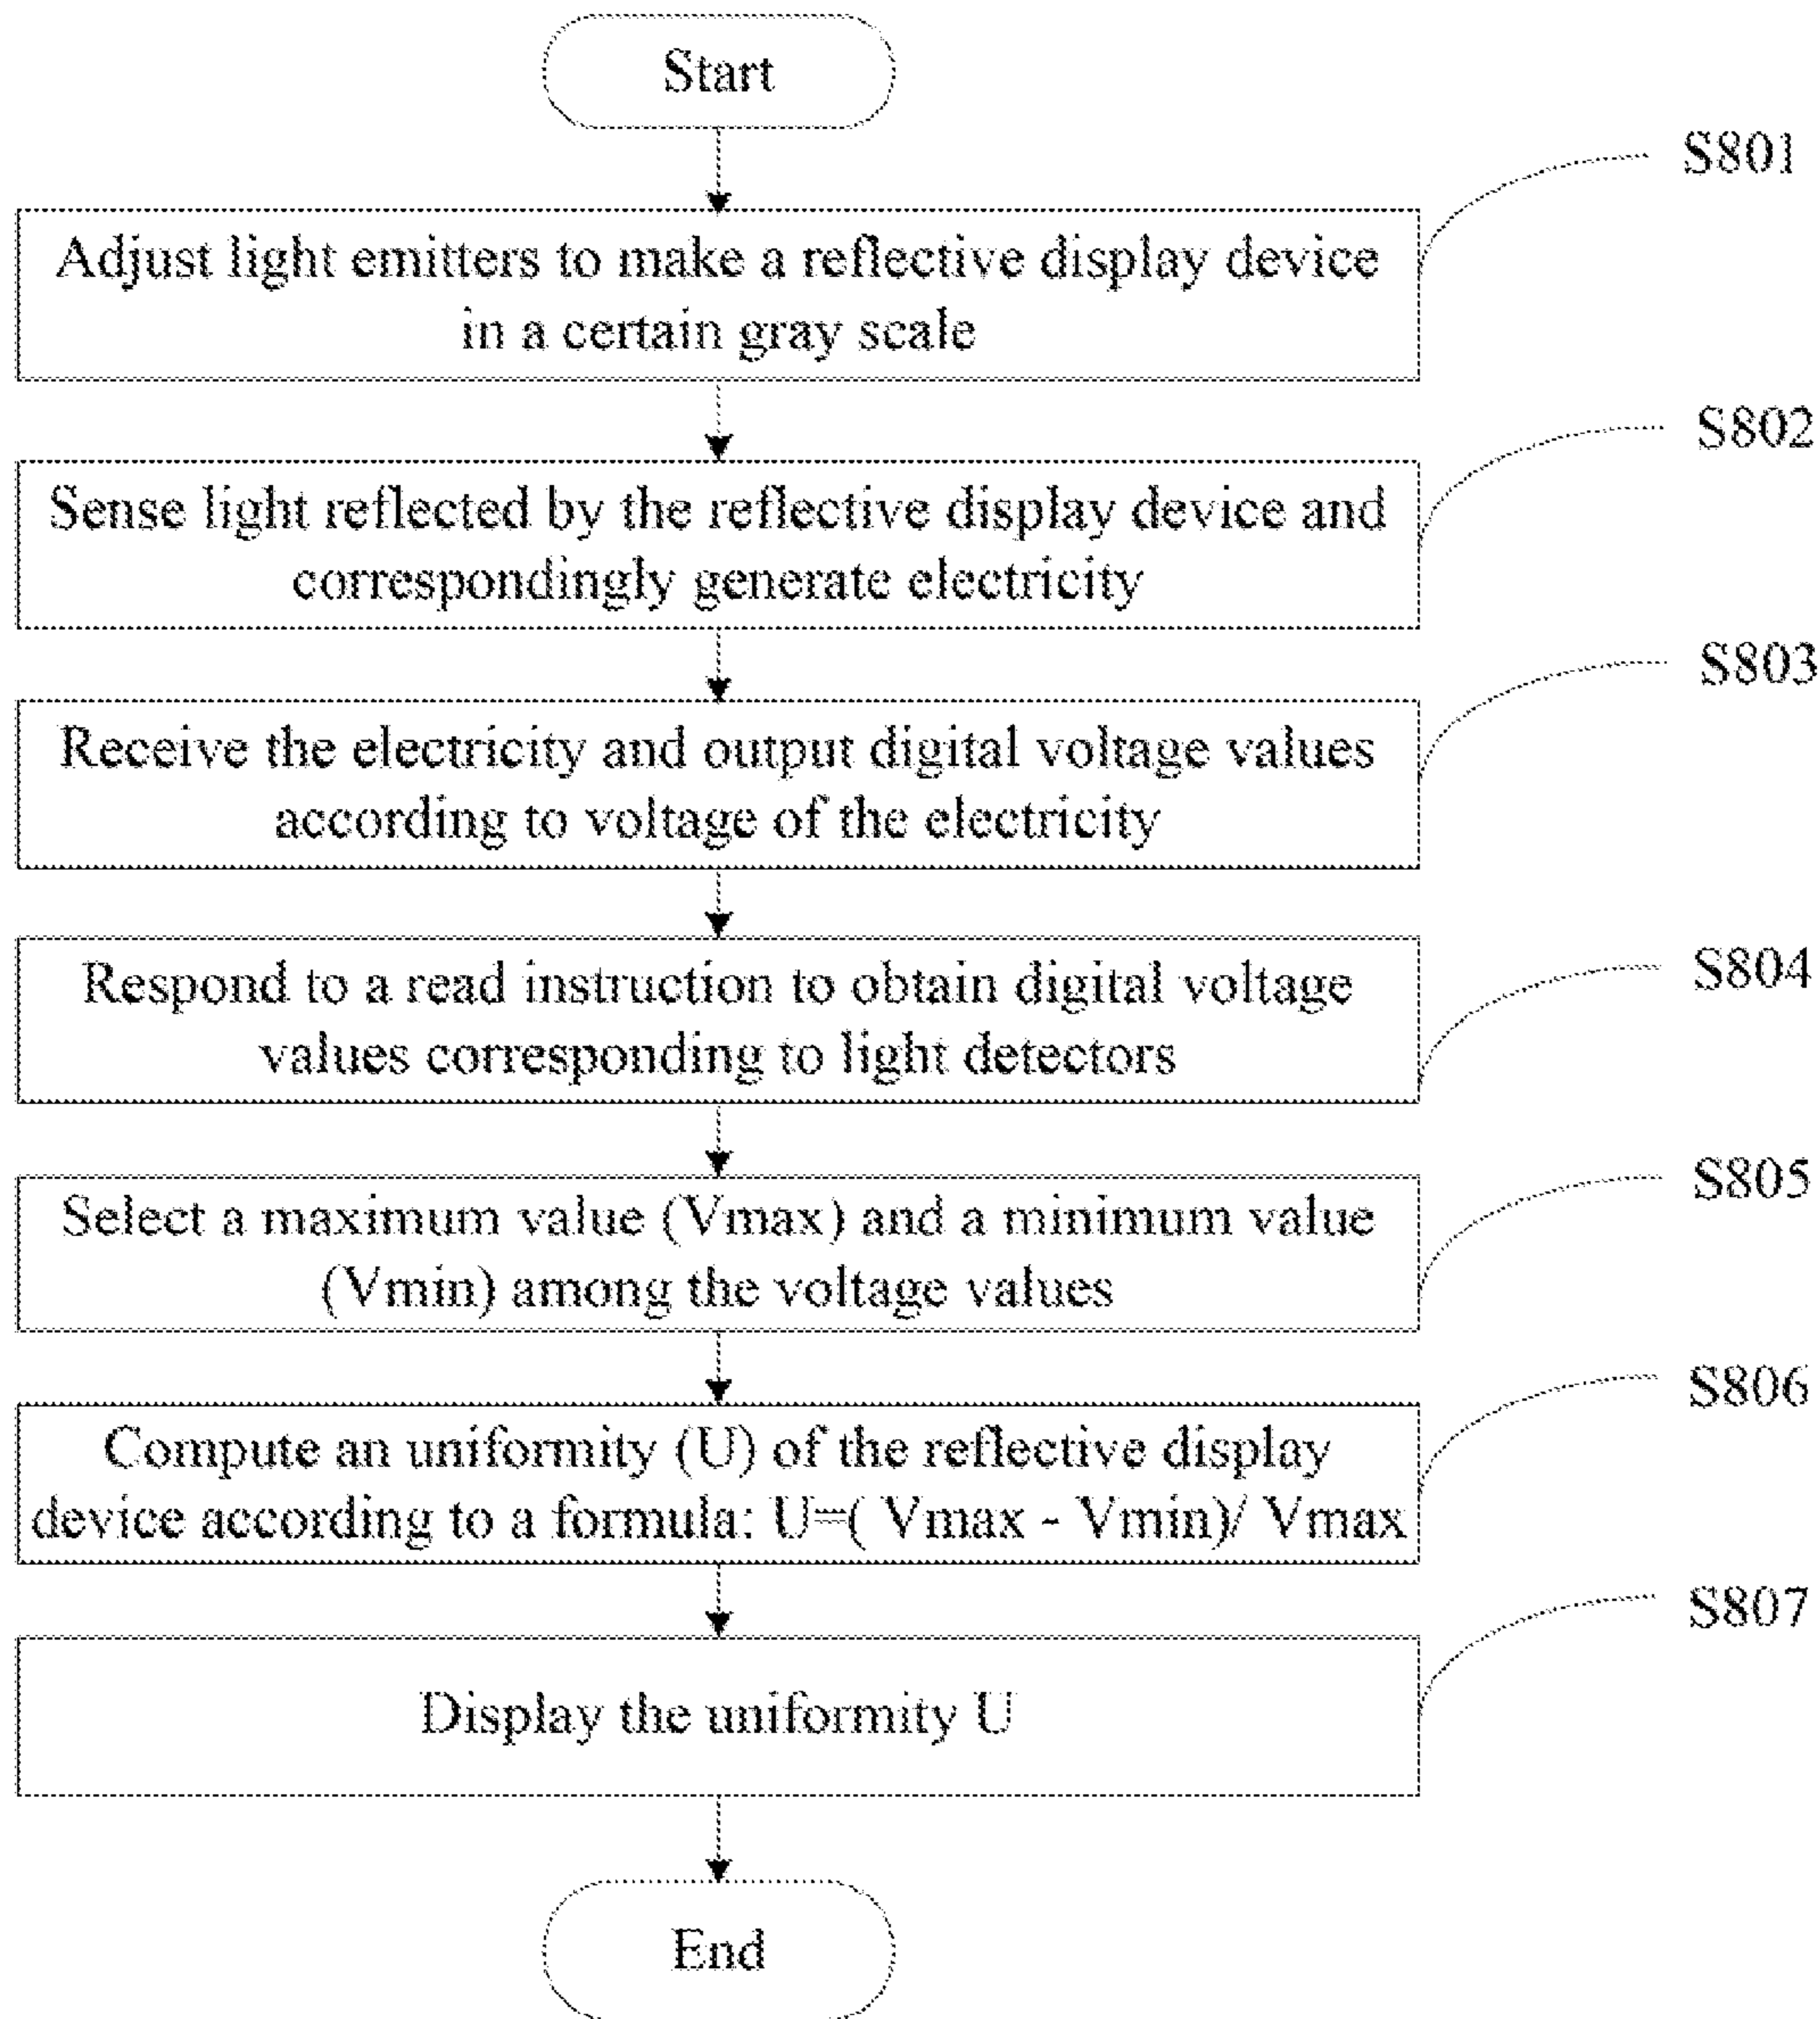 Start
S801
Adjust light emitters to make a reflective display device
in a certain gray scale
S802
Sense light reflected by the reflective display device and
correspondingly generate electricity
S803
Receive the electricity and output digital voltage values
according to voltage of the electricity
S804
Respond to a read instruction to obtain digital voltage
values corresponding to light detectors
S805
Select a maximum value (Vmax) and a minimum value
(Vmin) among the voltage values
S806
Compute an uniformity (U) of the reflective display
device according to a formula: U=( Vmax - Vmin)/ Vmax
S807
Display the uniformity U
End